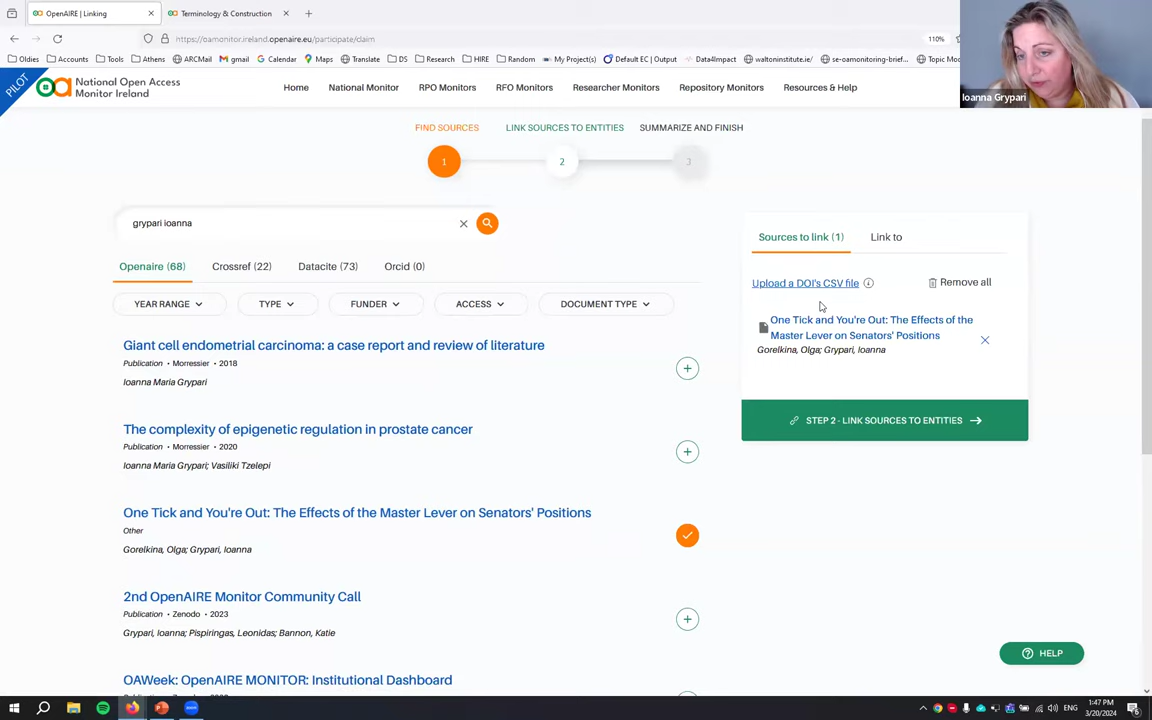 OpenAIRE | Linking
Terminology & Construction
https://oamonitor.ireland.openaire.eu/participate/claim
110%
Oldies
Accounts
Tools
Athens
ARCMail
gmail
Calendar
Maps
Translate
DS
Research
HIRE
Random
My Project(s)
Default EC | Output
Data4Impact
waltoninstitute.ie/
se-oamonitoring-brief...
Topic Mod
Ioanna Grypari
PILOT
National Open Access
Monitor Ireland
Home
National Monitor
RPO Monitors
RFO Monitors
Researcher Monitors
Repository Monitors
Resources & Help
FIND SOURCES
LINK SOURCES TO ENTITIES
SUMMARIZE AND FINISH
1
2
3
grypari ioanna
Openaire (68)
Crossref (22)
Datacite (73)
Orcid (0)
YEAR RANGE
TYPE
FUNDER
ACCESS
DOCUMENT TYPE
Giant cell endometrial carcinoma: a case report and review of literature
Publication • Morressier • 2018
Ioanna Maria Grypari
The complexity of epigenetic regulation in prostate cancer
Publication • Morressier • 2020
Ioanna Maria Grypari; Vasiliki Tzelepi
One Tick and You're Out: The Effects of the Master Lever on Senators' Positions
Other
Gorelkina, Olga; Grypari, Ioanna
2nd OpenAIRE Monitor Community Call
Publication • Zenodo • 2023
Grypari, Ioanna; Pispiringas, Leonidas; Bannon, Katie
OAWeek: OpenAIRE MONITOR: Institutional Dashboard
Sources to link (1)
Link to
Upload a DOI's CSV file
Remove all
One Tick and You're Out: The Effects of the
Master Lever on Senators' Positions
Gorelkina, Olga; Grypari, Ioanna
STEP 2 - LINK SOURCES TO ENTITIES
HELP
ENG
1:47 PM
3/20/2024